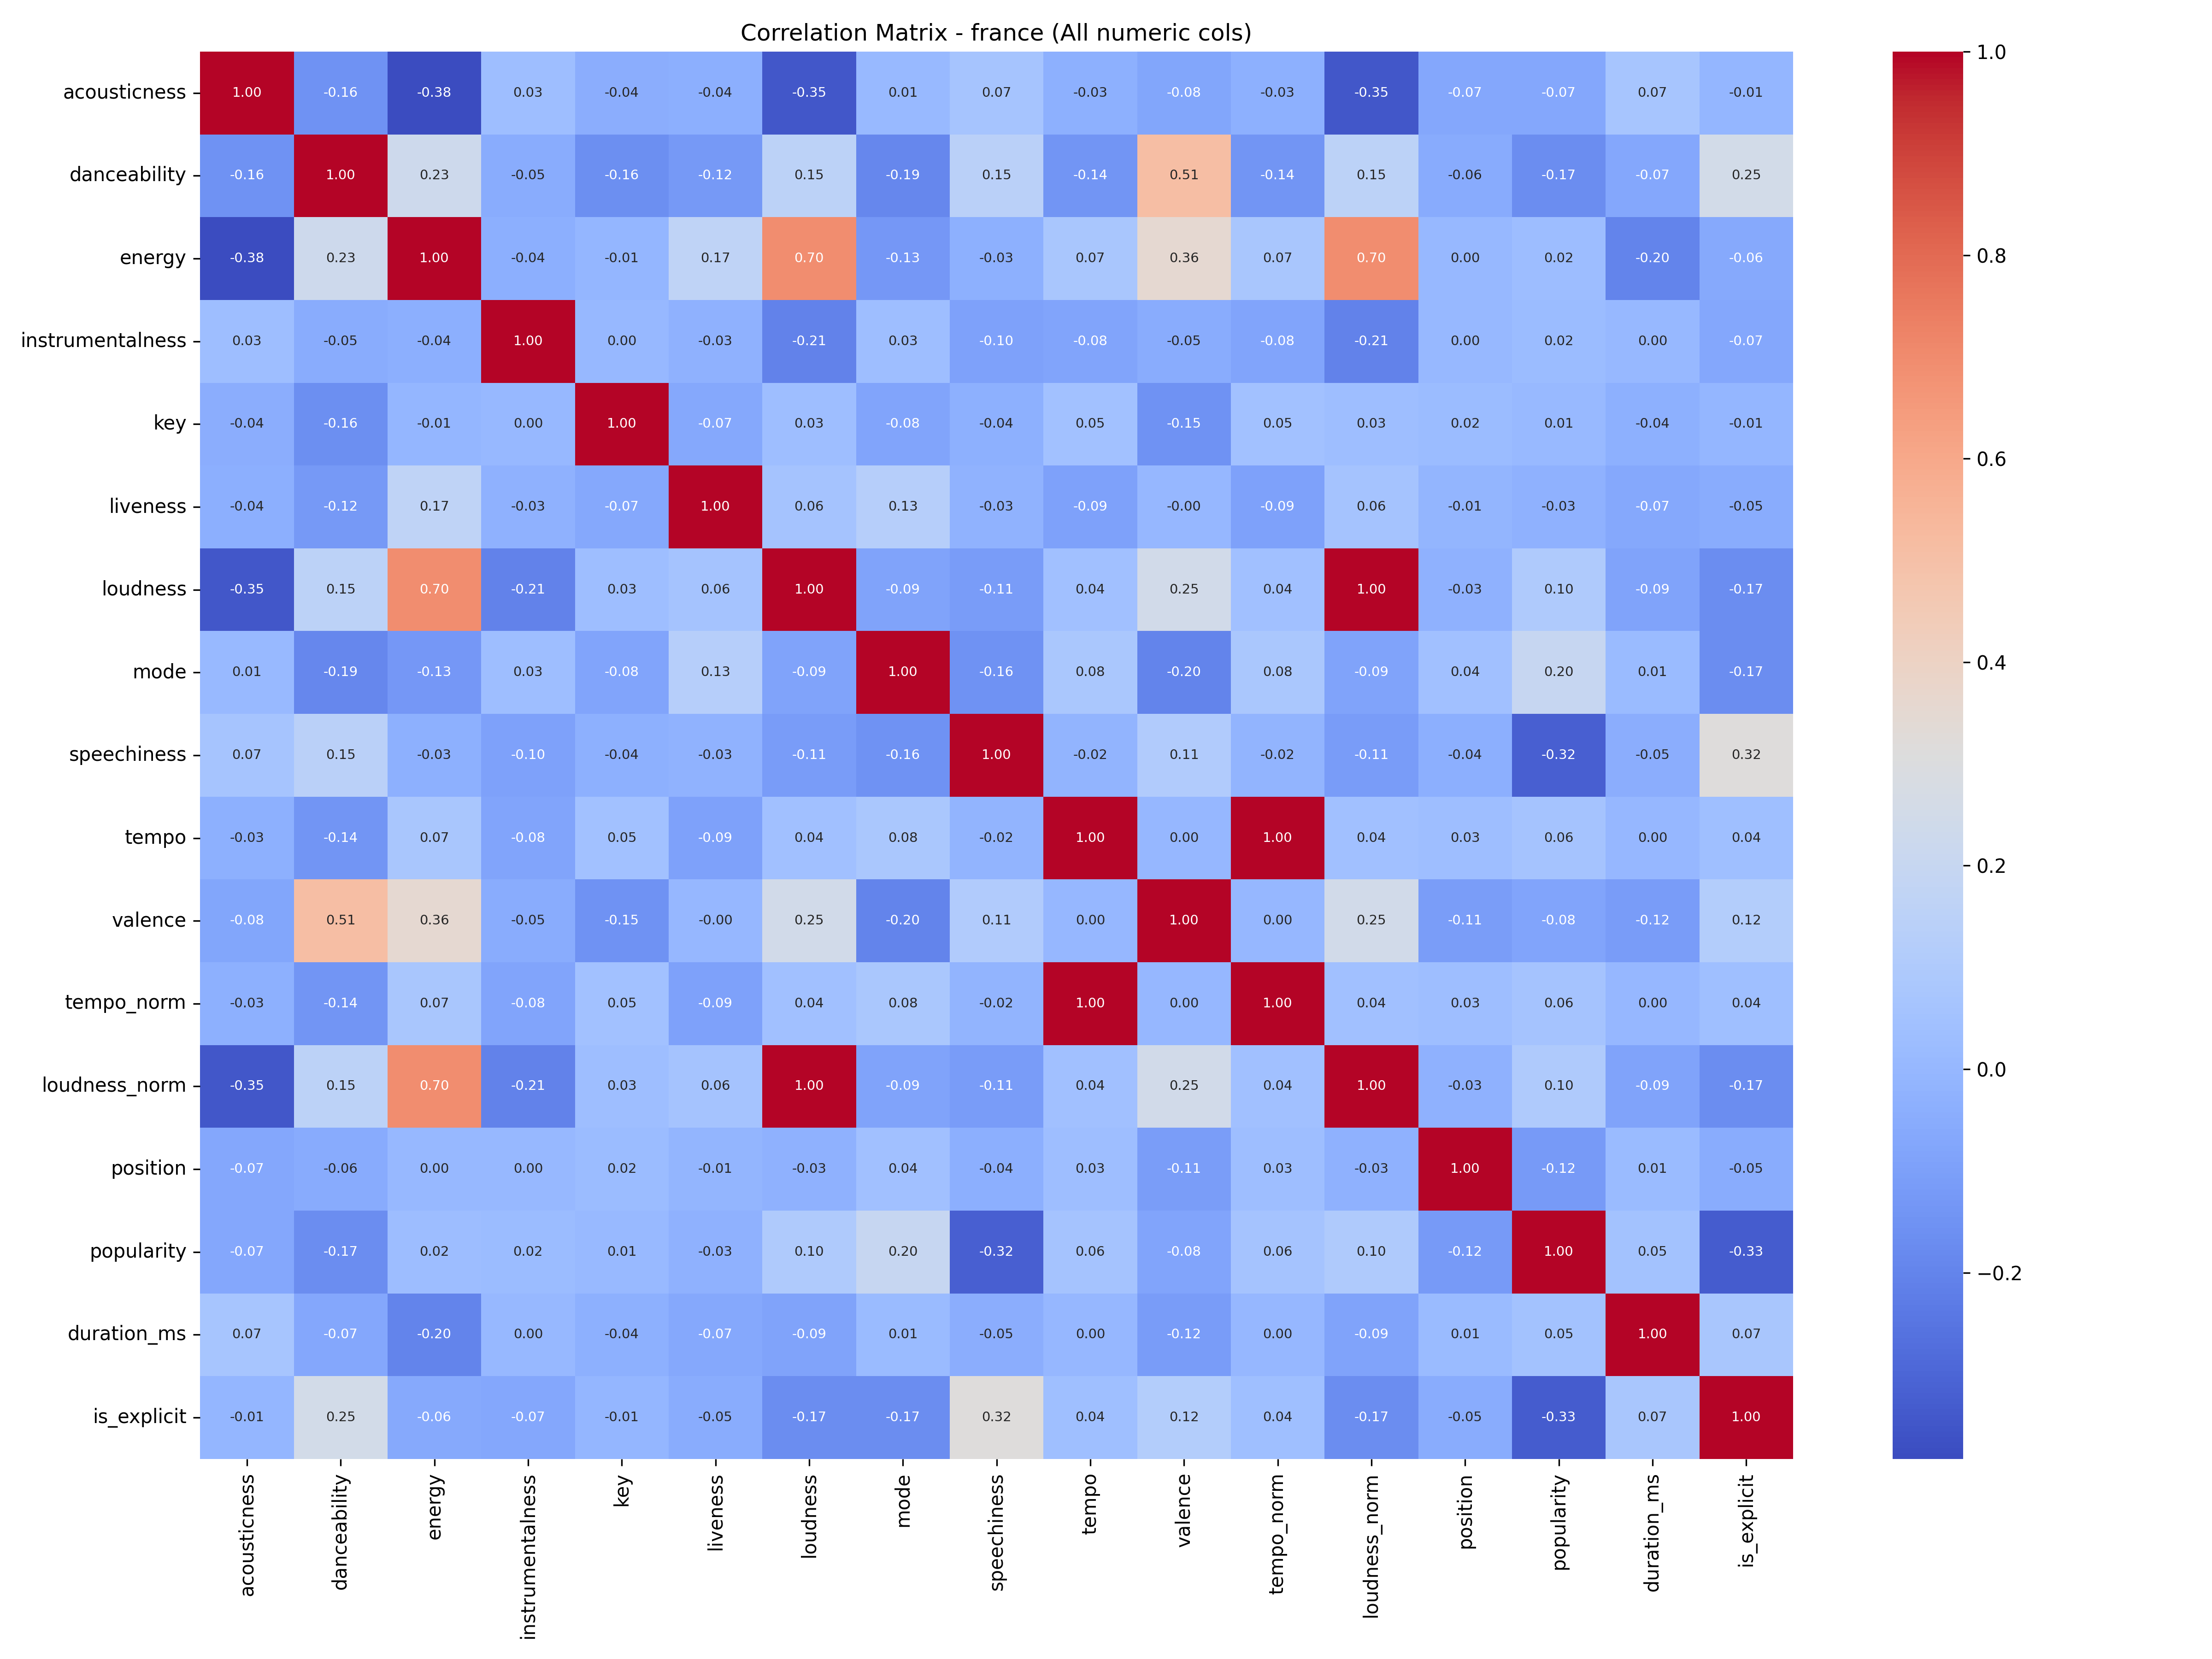 Correlation Matrix - france (All numeric cols)
acousticness 1.00 -0.16 -0.38 0.03 -0.04 -0.04 -0.35 0.01 0.07 -0.03 -0.08 -0.03 -0.35 -0.07 -0.07 0.07 -0.01
danceability -0.16 1.00 0.23 -0.05 -0.16 -0.12 0.15 -0.19 0.15 -0.14 0.51 -0.14 0.15 -0.06 -0.17 -0.07 0.25
energy -0.38 0.23 1.00 -0.04 -0.01 0.17 0.70 -0.13 -0.03 0.07 0.36 0.07 0.70 0.00 0.02 -0.20 -0.06
instrumentalness 0.03 -0.05 -0.04 1.00 0.00 -0.03 -0.21 0.03 -0.10 -0.08 -0.05 -0.08 -0.21 0.00 0.02 0.00 -0.07
key -0.04 -0.16 -0.01 0.00 1.00 -0.07 0.03 -0.08 -0.04 0.05 -0.15 0.05 0.03 0.02 0.01 -0.04 -0.01
liveness -0.04 -0.12 0.17 -0.03 -0.07 1.00 0.06 0.13 -0.03 -0.09 -0.00 -0.09 0.06 -0.01 -0.03 -0.07 -0.05
loudness -0.35 0.15 0.70 -0.21 0.03 0.06 1.00 -0.09 -0.11 0.04 0.25 0.04 1.00 -0.03 0.10 -0.09 -0.17
mode 0.01 -0.19 -0.13 0.03 -0.08 0.13 -0.09 1.00 -0.16 0.08 -0.20 0.08 -0.09 0.04 0.20 0.01 -0.17
speechiness 0.07 0.15 -0.03 -0.10 -0.04 -0.03 -0.11 -0.16 1.00 -0.02 0.11 -0.02 -0.11 -0.04 -0.32 -0.05 0.32
tempo -0.03 -0.14 0.07 -0.08 0.05 -0.09 0.04 0.08 -0.02 1.00 0.00 1.00 0.04 0.03 0.06 0.00 0.04
valence -0.08 0.51 0.36 -0.05 -0.15 -0.00 0.25 -0.20 0.11 0.00 1.00 0.00 0.25 -0.11 -0.08 -0.12 0.12
tempo_norm -0.03 -0.14 0.07 -0.08 0.05 -0.09 0.04 0.08 -0.02 1.00 0.00 1.00 0.04 0.03 0.06 0.00 0.04
loudness_norm -0.35 0.15 0.70 -0.21 0.03 0.06 1.00 -0.09 -0.11 0.04 0.25 0.04 1.00 -0.03 0.10 -0.09 -0.17
position -0.07 -0.06 0.00 0.00 0.02 -0.01 -0.03 0.04 -0.04 0.03 -0.11 0.03 -0.03 1.00 -0.12 0.01 -0.05
popularity -0.07 -0.17 0.02 0.02 0.01 -0.03 0.10 0.20 -0.32 0.06 -0.08 0.06 0.10 -0.12 1.00 0.05 -0.33
duration_ms 0.07 -0.07 -0.20 0.00 -0.04 -0.07 -0.09 0.01 -0.05 0.00 -0.12 0.00 -0.09 0.01 0.05 1.00 0.07
is_explicit -0.01 0.25 -0.06 -0.07 -0.01 -0.05 -0.17 -0.17 0.32 0.04 0.12 0.04 -0.17 -0.05 -0.33 0.07 1.00
acousticness
danceability
energy
instrumentalness
key
liveness
loudness
mode
speechiness
tempo
valence
tempo_norm
loudness_norm
position
popularity
duration_ms
is_explicit
1.0
0.8
0.6
0.4
0.2
0.0
−0.2